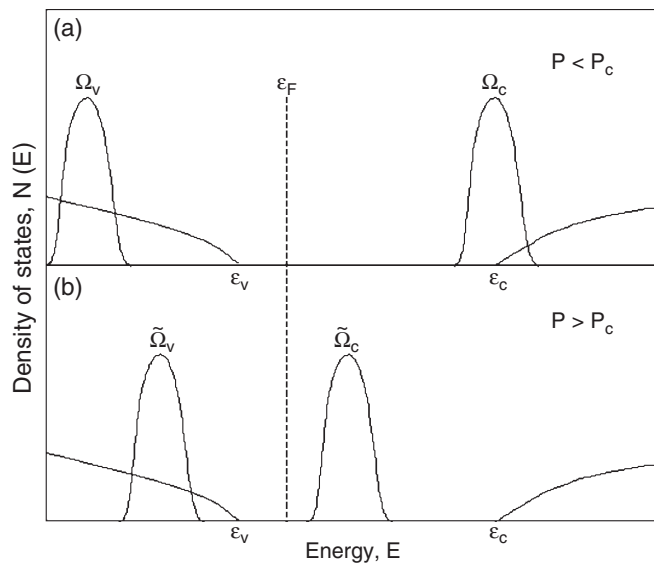 (a)
Ω_v
ε_F
Ω_c
P < P_c
ε_v
ε_c
Density of states, N (E)
(b)
Ω̃_v
Ω̃_c
P > P_c
ε_v
ε_c
Energy, E